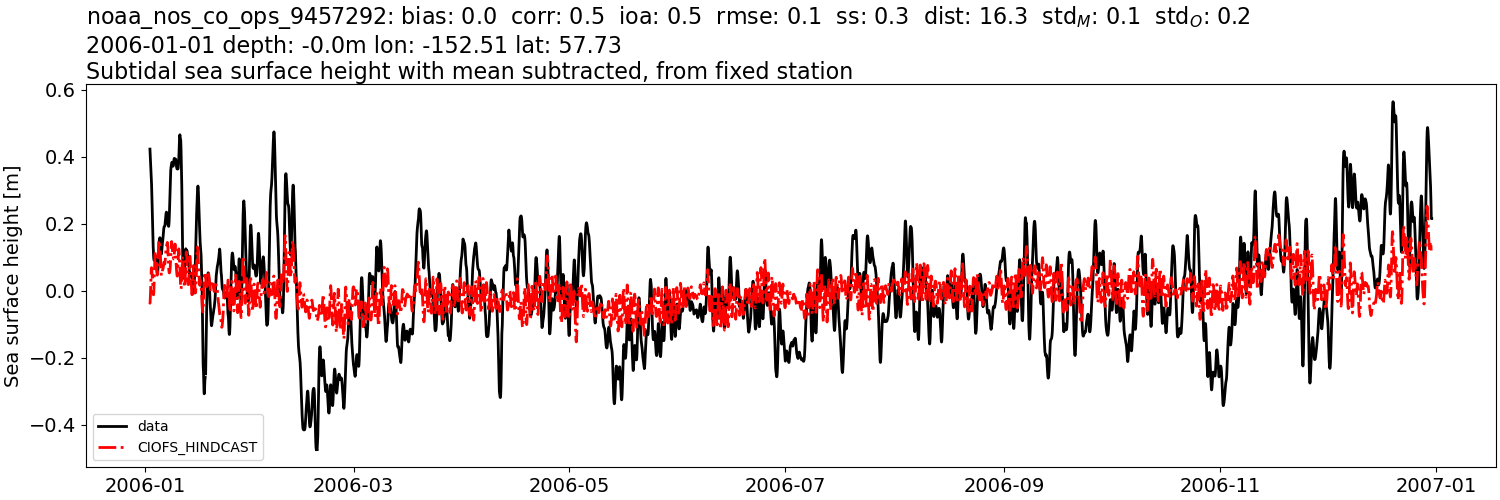 noaa_nos_co_ops_9457292: bias: 0.0 corr: 0.5 ioa: 0.5 rmse: 0.1 ss: 0.3 dist: 16.3 std_M: 0.1 std_O: 0.2
2006-01-01 depth: -0.0m lon: -152.51 lat: 57.73
Subtidal sea surface height with mean subtracted, from fixed station
Sea surface height [m]
0.6
0.4
0.2
0.0
−0.2
−0.4
data
CIOFS_HINDCAST
2006-01 2006-03 2006-05 2006-07 2006-09 2006-11 2007-01